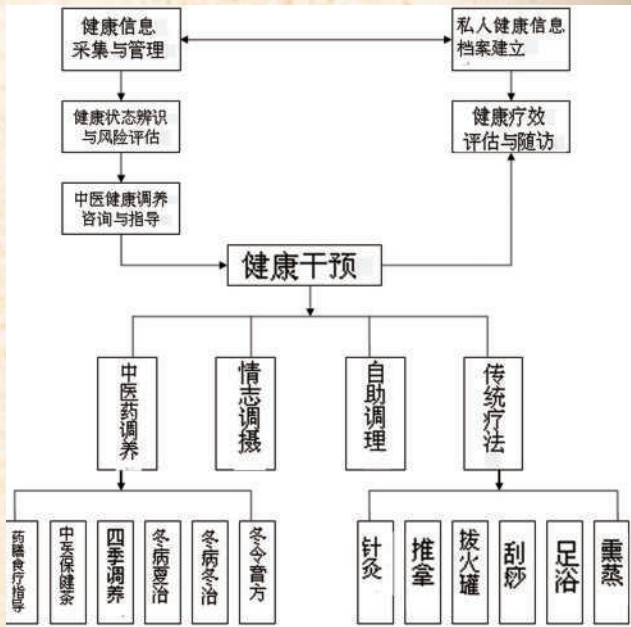 健康信息
采集与管理
私人健康信息
档案建立
健康状态辨识
与风险评估
健康疗效
评估与随访
中医健康调养
咨询与指导
健康干预
中医药调养
情志调摄
自助调理
传统疗法
药膳食疗指导
中医保健茶
四季调养
冬病夏治
冬病冬治
冬令膏方
针灸
推拿
拔火罐
刮痧
足浴
熏蒸